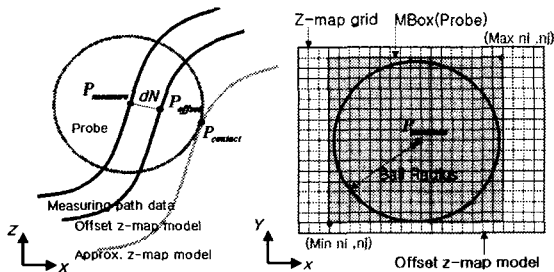 P measure
dN
P offset
Probe
P contact
Measuring path data
Offset z-map model
Approx. z-map model
Z
X
Z-map grid
MBox(Probe)
(Max ni ,nj)
Ball Radius
(Min ni ,nj)
Y
X
Offset z-map model